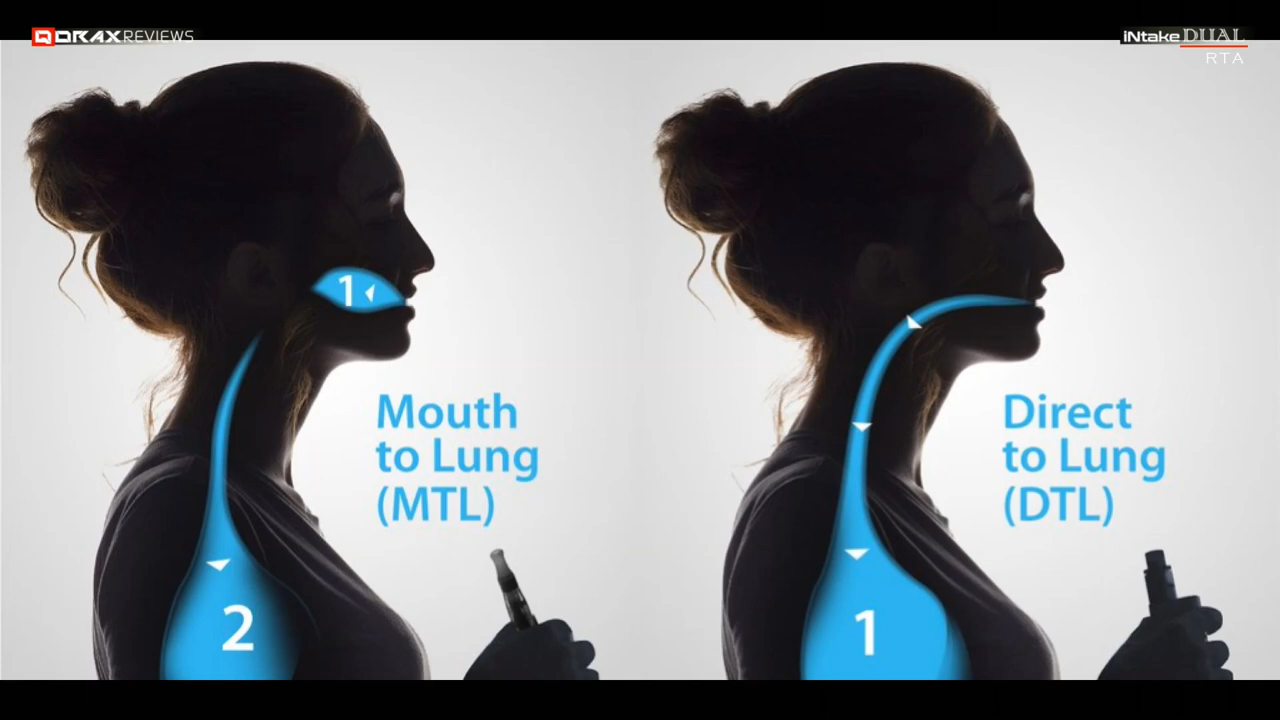 QDRAX REVIEWS
iNtake DUAL
RTA
1
Mouth
to Lung
(MTL)
2
Direct
to Lung
(DTL)
1